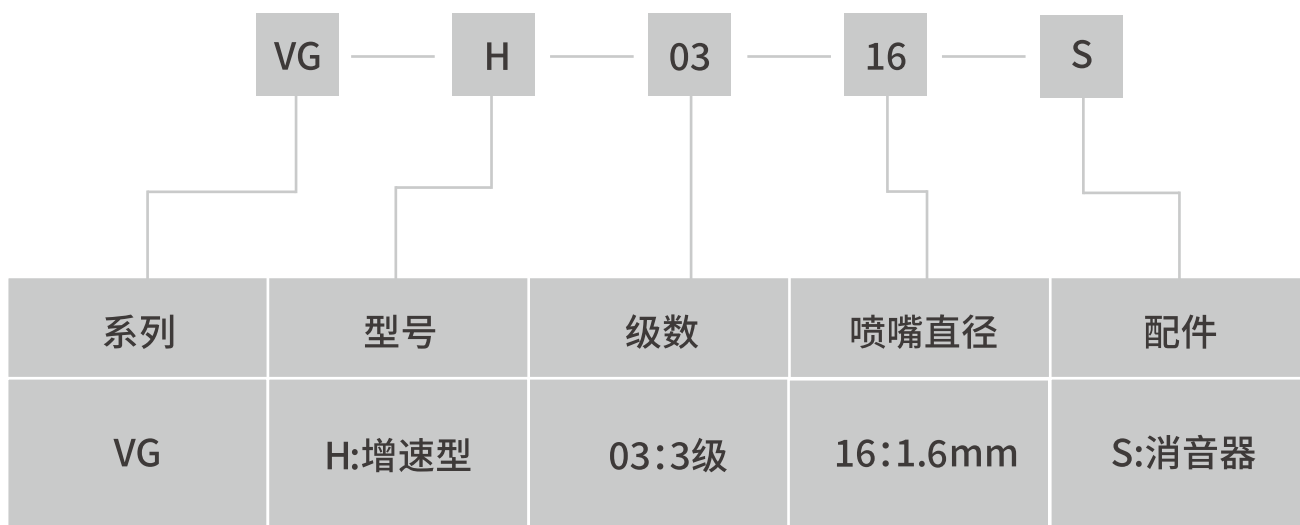 VG — H — 03 — 16 — S
系列 型号 级数 喷嘴直径 配件
VG H:增速型 03:3级 16:1.6mm S:消音器